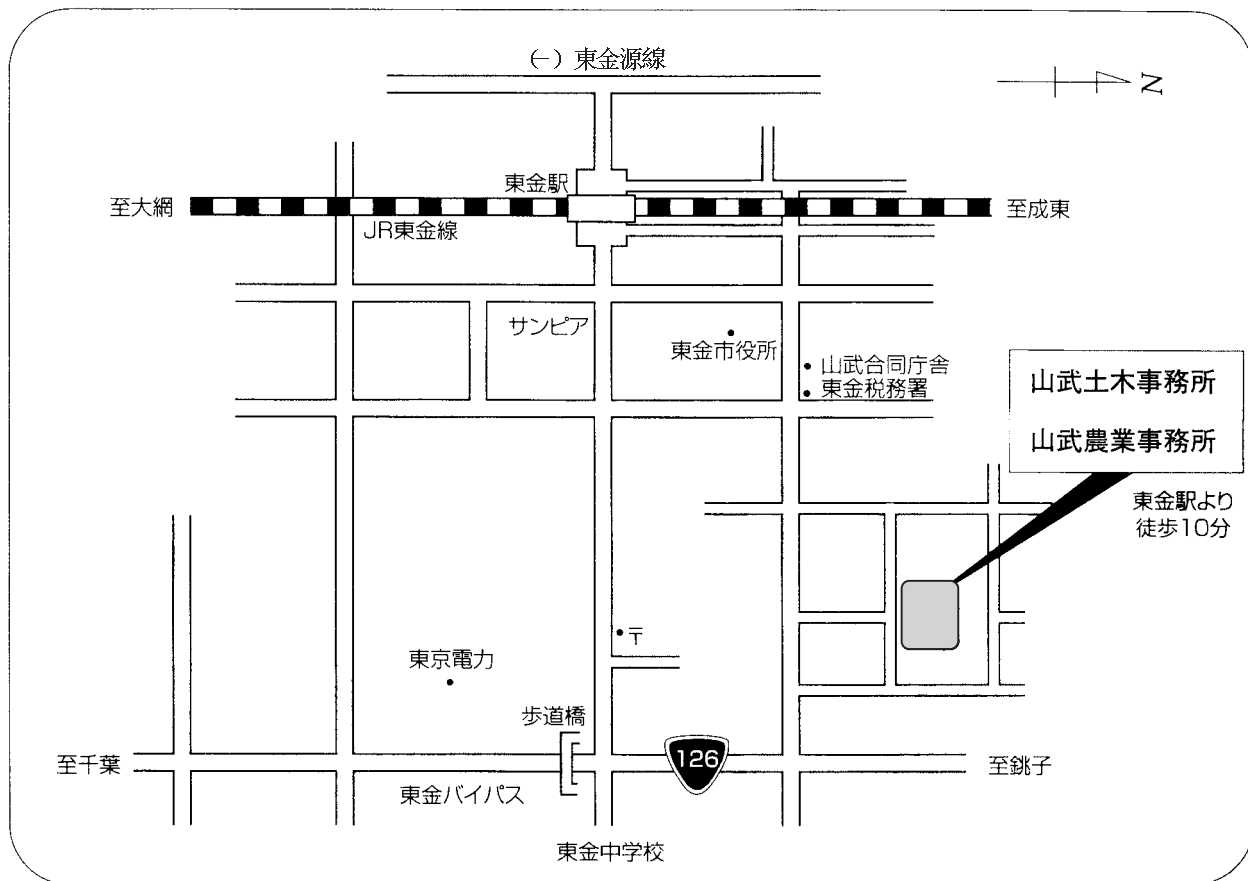 (一) 東金源線
N
東金駅
至大網
至成東
JR東金線
サンピア
東金市役所
山武合同庁舎
東金税務署
山武土木事務所
山武農業事務所
東金駅より
徒歩10分
〒
東京電力
歩道橋
126
至千葉
至銚子
東金バイパス
東金中学校